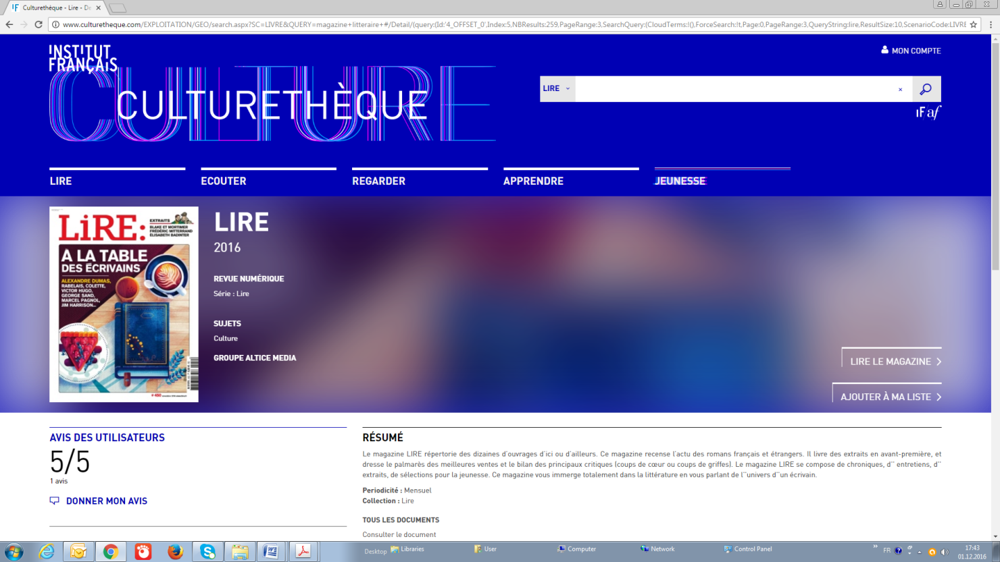 Culturethèque - Lire - De
www.culturetheque.com/EXPLOITATION/GEO/search.aspx?SC=LIVRE&QUERY=magazine+litteraire+#/Detail/(query:(Id:'4_OFFSET_0',Index:5,NBResults:259,PageRange:3,SearchQuery:(CloudTerms:!(),ForceSearch:!t,Page:0,PageRange:3,QueryString:lire,ResultSize:10,ScenarioCode:LIVRE
INSTITUT
FRANÇAIS
MON COMPTE
CULTURE
CULTURETHÈQUE
LIRE
IF/af
LIRE ECOUTER REGARDER APPRENDRE JEUNESSE
LiRE:
EXTRAITS
BLAKE ET MORTIMER
FRÉDÉRIC MITTERRAND
ÉLISABETH BADINTER
À LA TABLE
DES ÉCRIVAINS
ALEXANDRE DUMAS,
RABELAIS, COLETTE,
VICTOR HUGO,
GEORGE SAND,
MARCEL PAGNOL,
JIM HARRISON...
LIRE
2016
REVUE NUMÉRIQUE
Série : Lire
SUJETS
Culture
GROUPE ALTICE MEDIA
LIRE LE MAGAZINE
AJOUTER À MA LISTE
AVIS DES UTILISATEURS
5/5
1 avis
DONNER MON AVIS
RÉSUMÉ
Le magazine LIRE répertorie des dizaines d'ouvrages d'ici ou d'ailleurs. Ce magazine recense l'actu des romans français et étrangers. Il livre des extraits en avant-première, et
dresse le palmarès des meilleures ventes et le bilan des principaux critiques (coups de cœur ou coups de griffes). Le magazine LIRE se compose de chroniques, d'' entretiens, d''
extraits, de sélections pour la jeunesse. Ce magazine vous immerge totalement dans la littérature en vous parlant de l''univers d''un écrivain.
Periodicité : Mensuel
Collection : Lire
TOUS LES DOCUMENTS
Consulter le document
Desktop Libraries User Computer Network Control Panel FR 17:43
01.12.2016